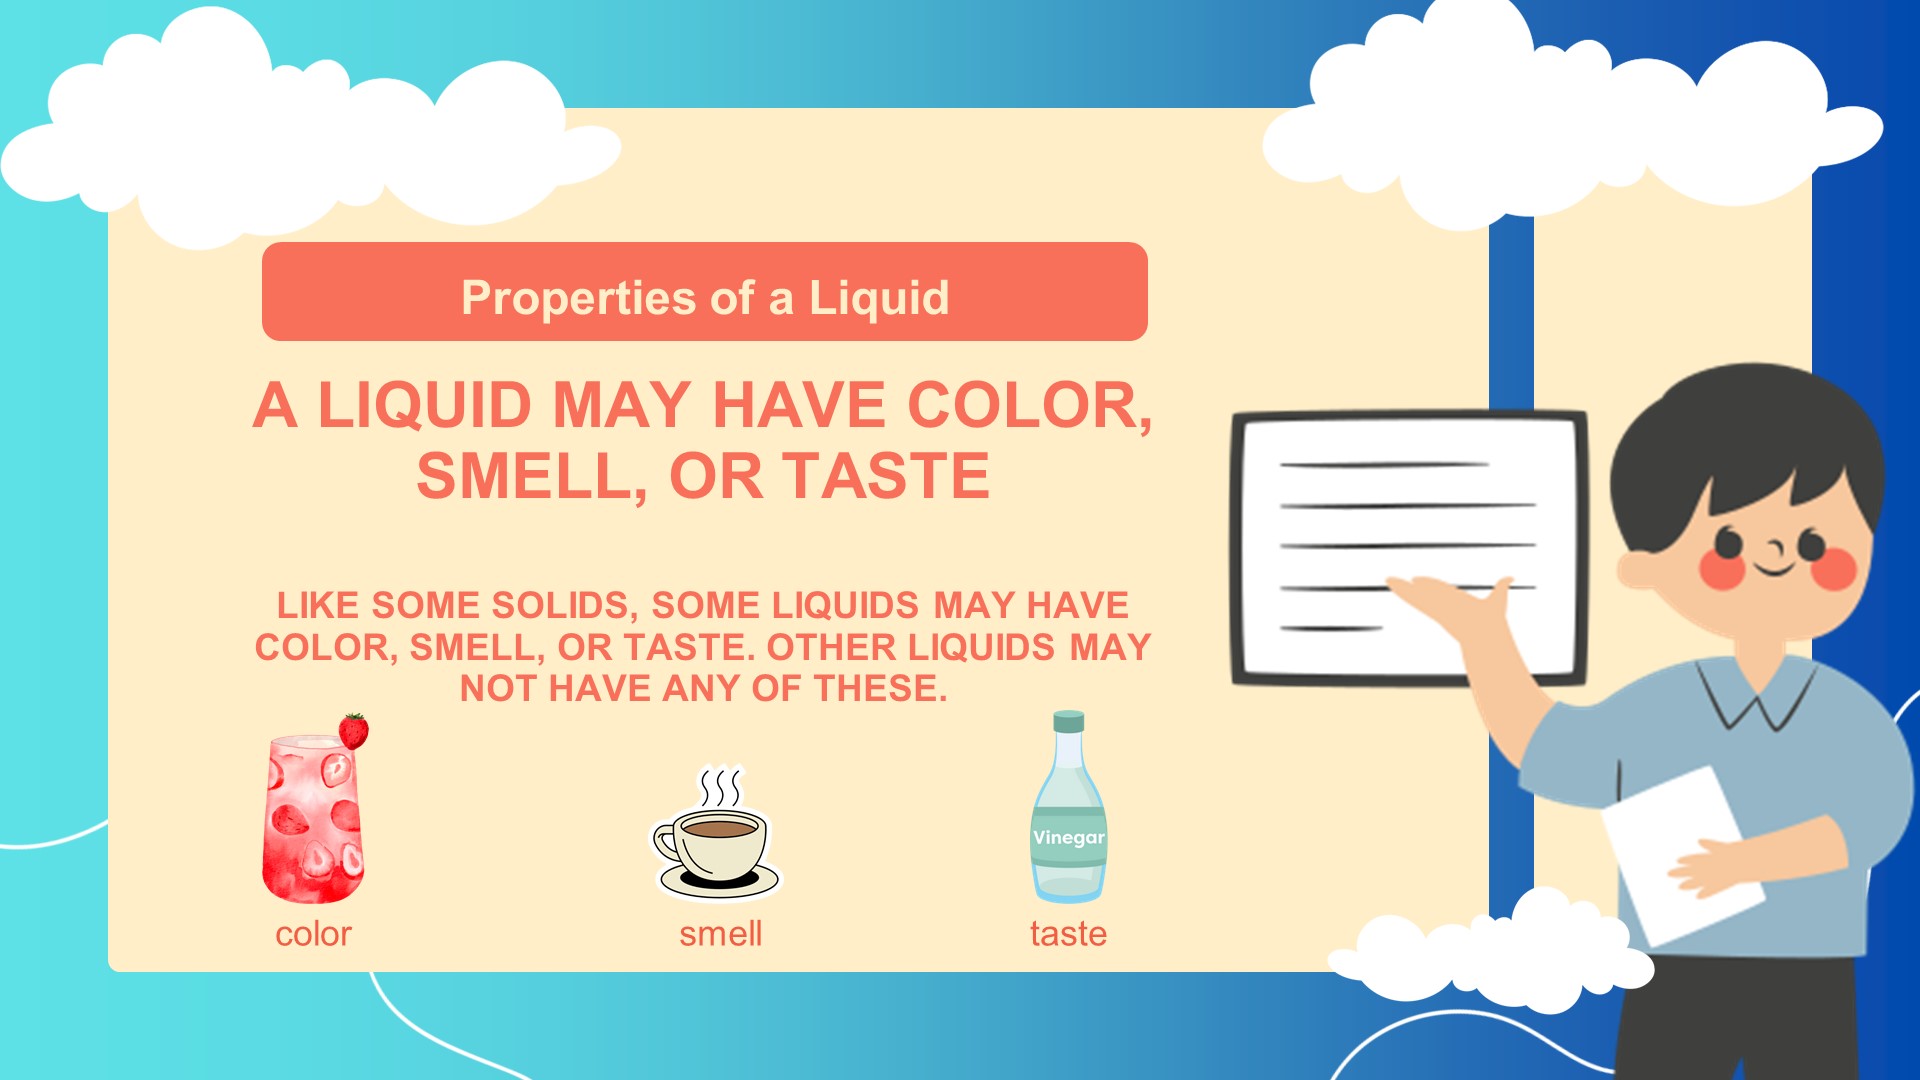 Properties of a Liquid
A LIQUID MAY HAVE COLOR,
SMELL, OR TASTE
LIKE SOME SOLIDS, SOME LIQUIDS MAY HAVE
COLOR, SMELL, OR TASTE. OTHER LIQUIDS MAY
NOT HAVE ANY OF THESE.
Vinegar
color
smell
taste